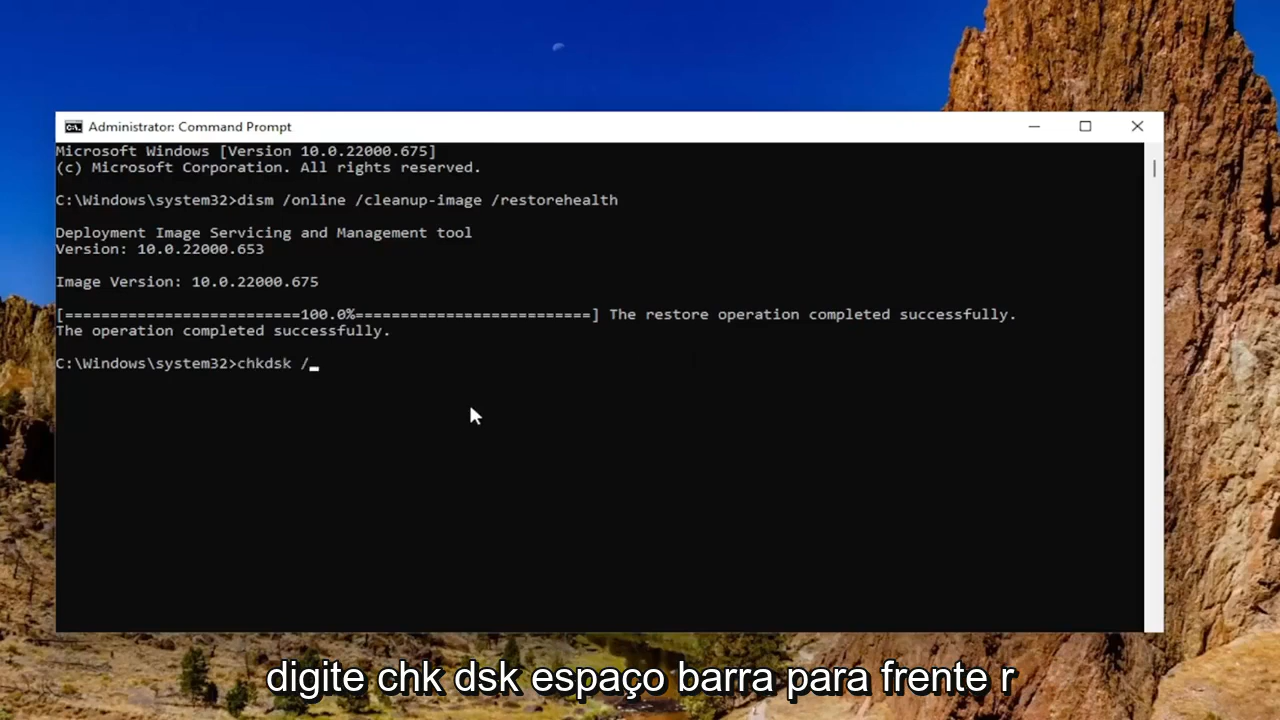 Administrator: Command Prompt
Microsoft Windows [Version 10.0.22000.675]
(c) Microsoft Corporation. All rights reserved.
C:\Windows\system32>dism /online /cleanup-image /restorehealth
Deployment Image Servicing and Management tool
Version: 10.0.22000.653
Image Version: 10.0.22000.675
[==========================100.0%==========================] The restore operation completed successfully.
The operation completed successfully.
C:\Windows\system32>chkdsk /_
digite chk dsk espaço barra para frente r